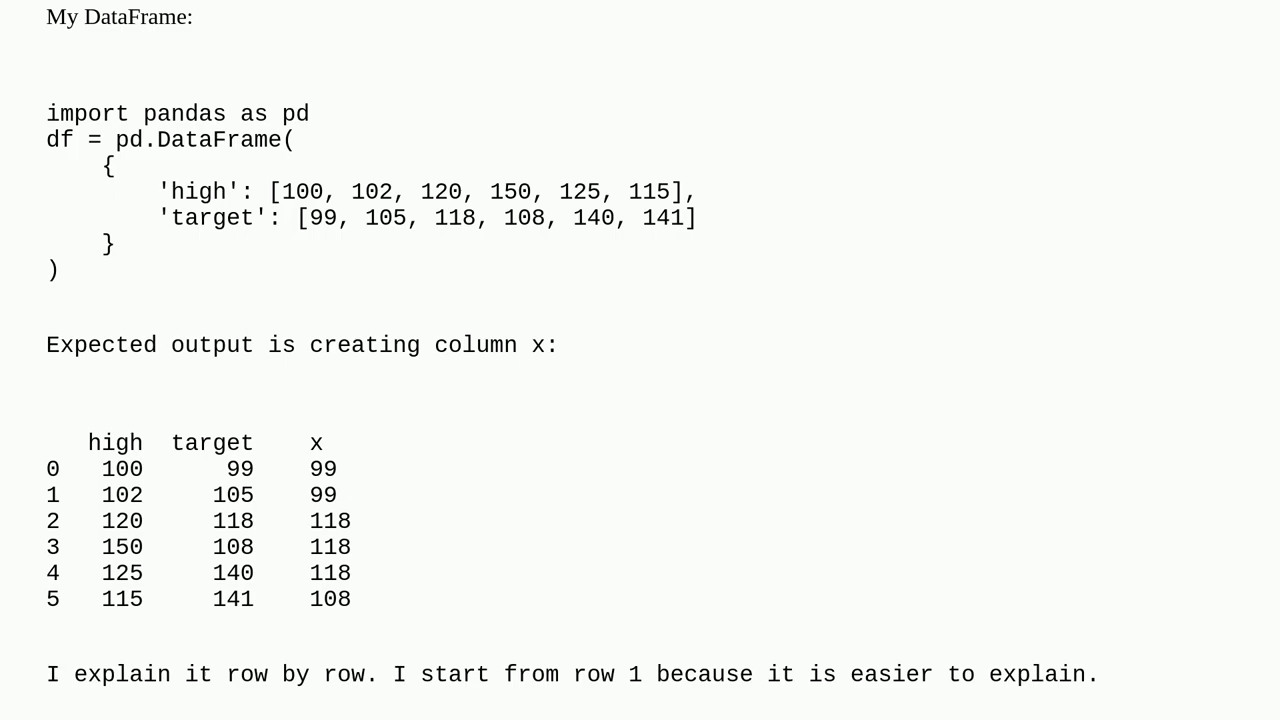 My DataFrame:
import pandas as pd
df = pd.DataFrame(
    {
        'high': [100, 102, 120, 150, 125, 115],
        'target': [99, 105, 118, 108, 140, 141]
    }
)
Expected output is creating column x:
   high  target    x
0   100      99    99
1   102     105    99
2   120     118    118
3   150     108    118
4   125     140    118
5   115     141    108
I explain it row by row. I start from row 1 because it is easier to explain.